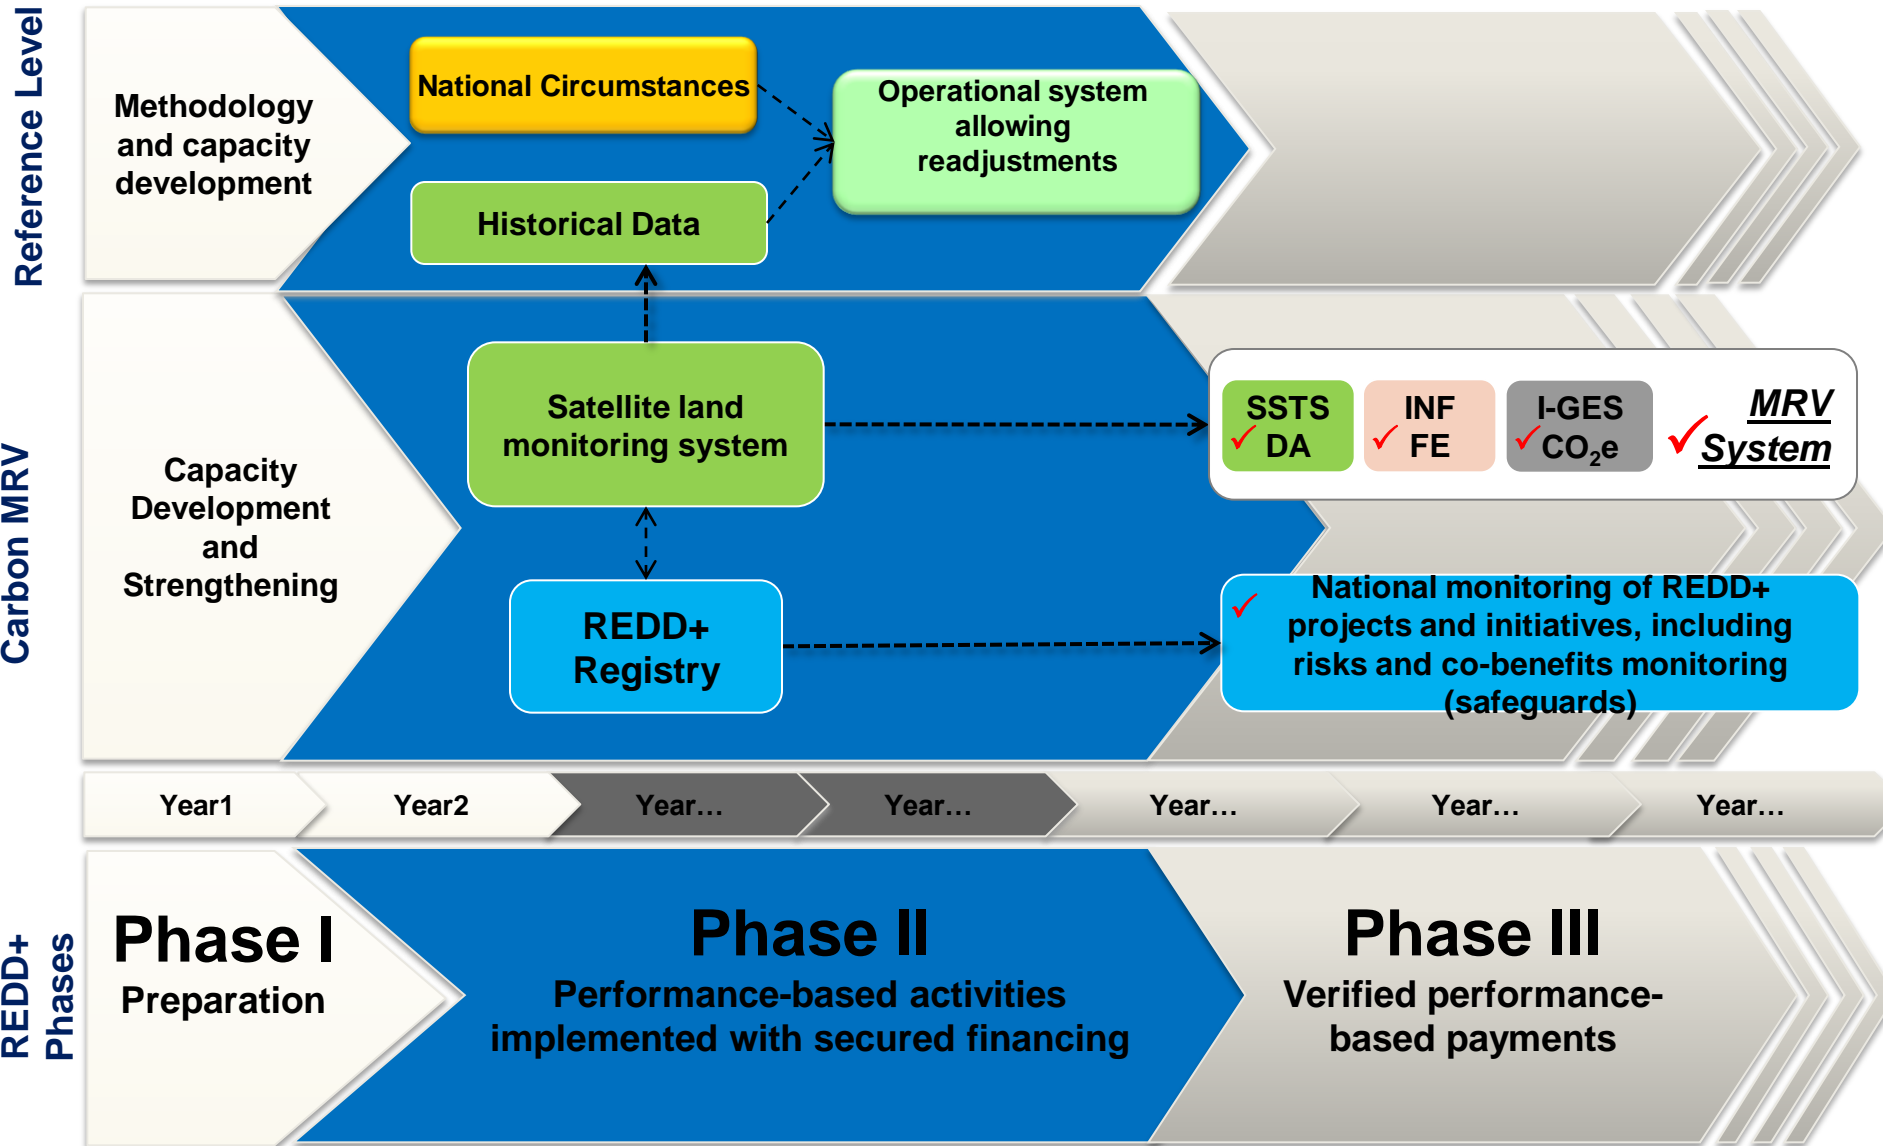 Reference Level
Methodology
and capacity
development
National Circumstances
Historical Data
Operational system
allowing
readjustments
Carbon MRV
Capacity
Development
and
Strengthening
Satellite land
monitoring system
REDD+
Registry
SSTS
DA
INF
FE
I-GES
CO₂e
MRV
System
National monitoring of REDD+
projects and initiatives, including
risks and co-benefits monitoring
(safeguards)
Year1
Year2
Year…
Year…
Year…
Year…
Year…
REDD+
Phases
Phase I
Preparation
Phase II
Performance-based activities
implemented with secured financing
Phase III
Verified performance-
based payments